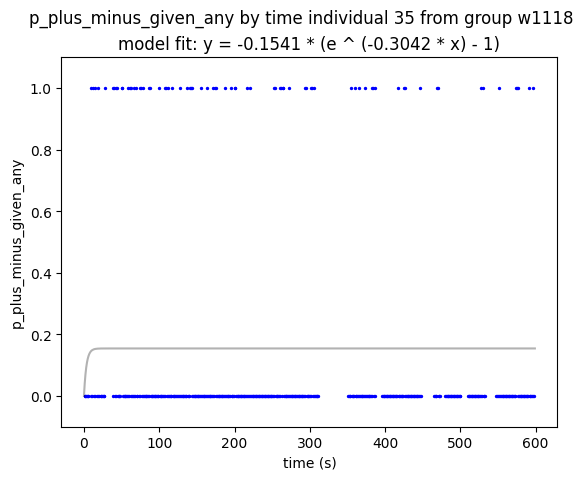 p_plus_minus_given_any by time individual 35 from group w1118
model fit: y = -0.1541 * (e ^ (-0.3042 * x) - 1)
p_plus_minus_given_any
1.0
0.8
0.6
0.4
0.2
0.0
0 100 200 300 400 500 600
time (s)